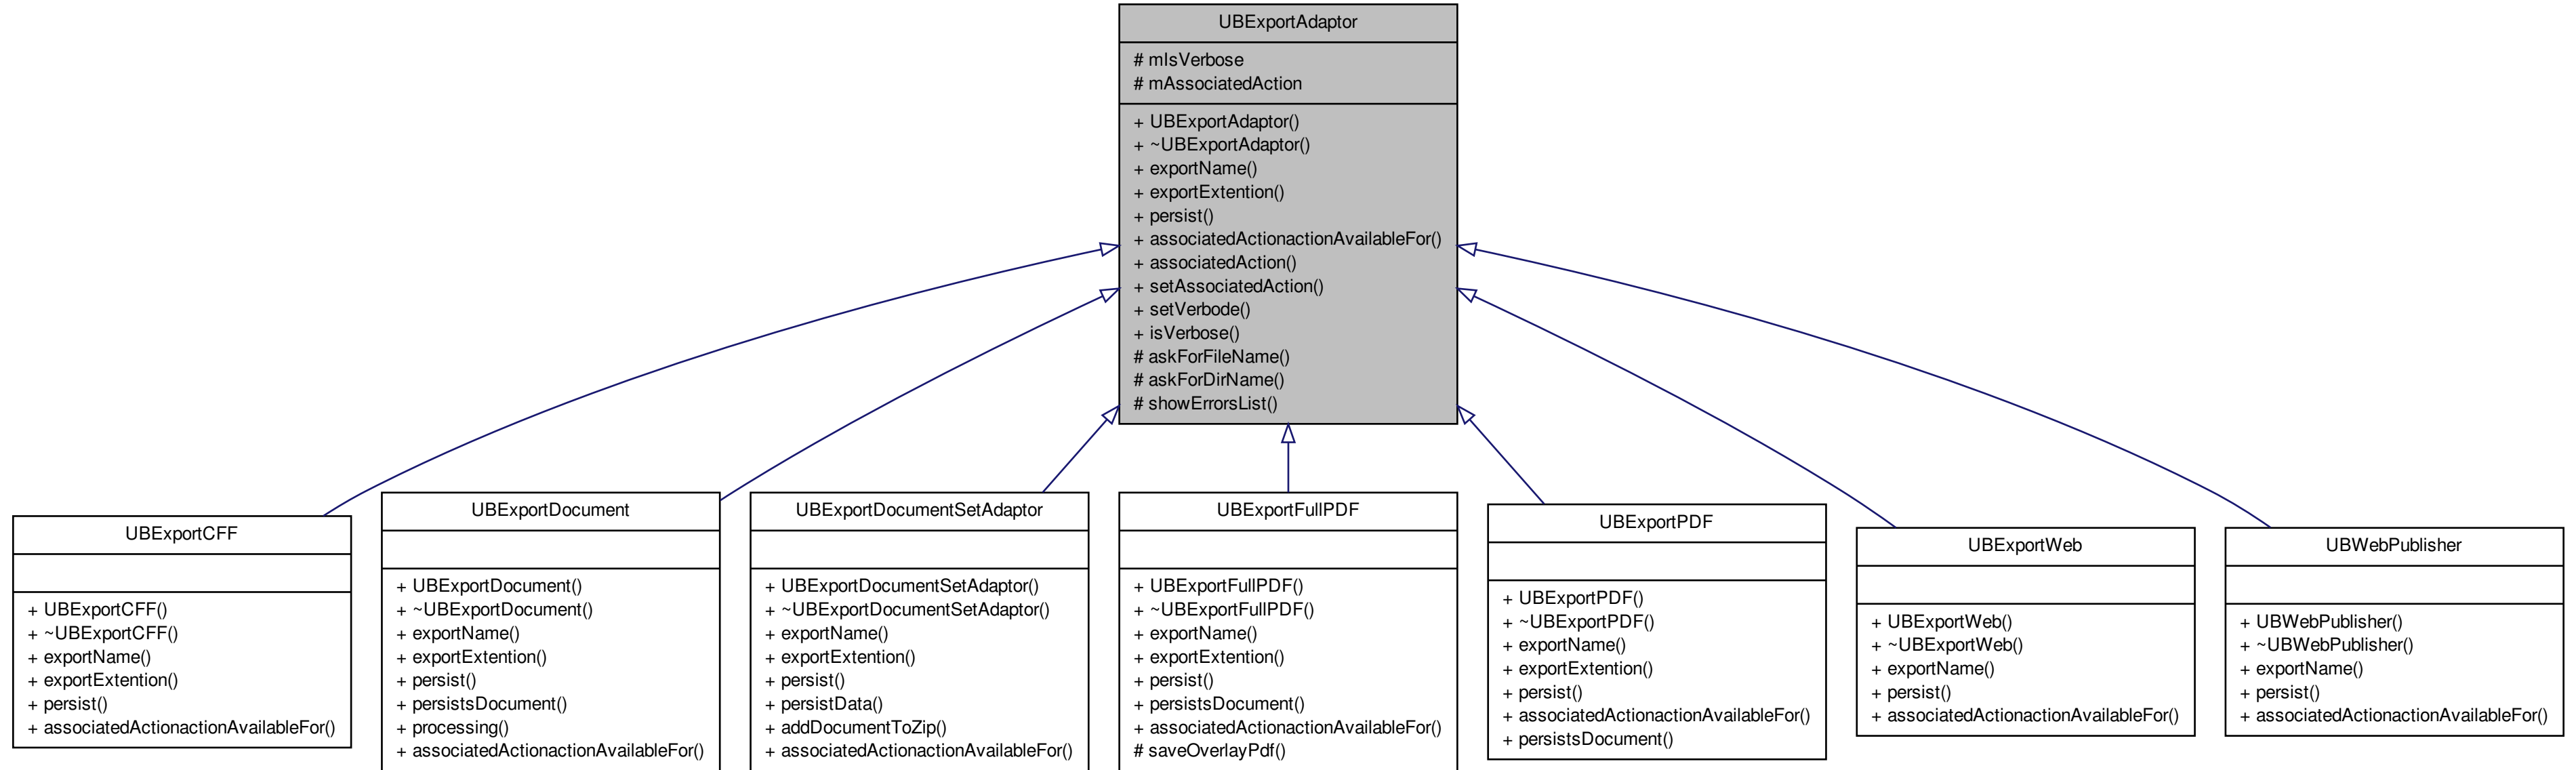 UBExportAdaptor
# mIsVerbose
# mAssociatedAction
+ UBExportAdaptor()
+ ~UBExportAdaptor()
+ exportName()
+ exportExtention()
+ persist()
+ associatedActionactionAvailableFor()
+ associatedAction()
+ setAssociatedAction()
+ setVerbode()
+ isVerbose()
# askForFileName()
# askForDirName()
# showErrorsList()
UBExportCFF
+ UBExportCFF()
+ ~UBExportCFF()
+ exportName()
+ exportExtention()
+ persist()
+ associatedActionactionAvailableFor()
UBExportDocument
+ UBExportDocument()
+ ~UBExportDocument()
+ exportName()
+ exportExtention()
+ persist()
+ persistsDocument()
+ processing()
+ associatedActionactionAvailableFor()
UBExportDocumentSetAdaptor
+ UBExportDocumentSetAdaptor()
+ ~UBExportDocumentSetAdaptor()
+ exportName()
+ exportExtention()
+ persist()
+ persistData()
+ addDocumentToZip()
+ associatedActionactionAvailableFor()
UBExportFullPDF
+ UBExportFullPDF()
+ ~UBExportFullPDF()
+ exportName()
+ exportExtention()
+ persist()
+ persistsDocument()
+ associatedActionactionAvailableFor()
# saveOverlayPdf()
UBExportPDF
+ UBExportPDF()
+ ~UBExportPDF()
+ exportName()
+ exportExtention()
+ persist()
+ associatedActionactionAvailableFor()
+ persistsDocument()
UBExportWeb
+ UBExportWeb()
+ ~UBExportWeb()
+ exportName()
+ persist()
+ associatedActionactionAvailableFor()
UBWebPublisher
+ UBWebPublisher()
+ ~UBWebPublisher()
+ exportName()
+ persist()
+ associatedActionactionAvailableFor()